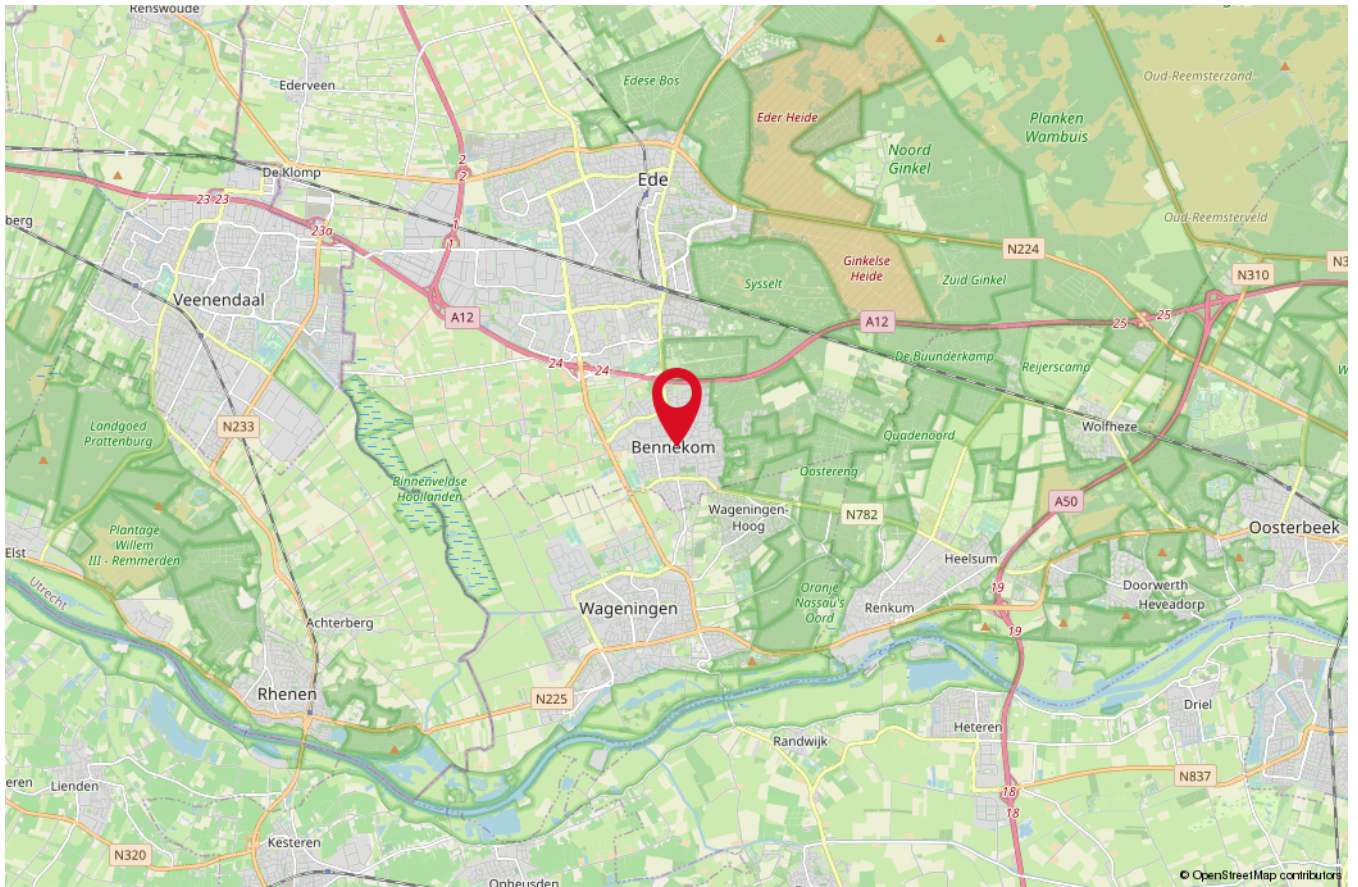 Renswoude
Edese Bos
Oud-Reemsterzand
Ederveen
Eder Heide
Planken
Wambuis
Noord
Ginkel
2
2
De Klomp
Ede
23 23
berg
23a
1
1
Oud-Reemsterveld
N224
Ginkelse
Heide
N310
N3
Sysselt
Zuid Ginkel
Veenendaal
A12
A12
25
25
24
24
De Buunderkamp
Reijerscamp
W
Landgoed
Prattenburg
N233
Wolfheze
Quadenoord
Bennekom
Oostereng
Binnenveldse
Hooilanden
A50
Wageningen-
Hoog
N782
Oosterbeek
Plantage
Willem
III - Remmerden
Elst
Heelsum
Utrecht
Oranje
Nassau's
Oord
19
Doorwerth
Heveadorp
Wageningen
Renkum
Achterberg
19
Rhenen
N225
Driel
Heteren
Randwijk
eren
Lienden
N837
18
18
Kesteren
N320
Opheusden
© OpenStreetMap contributors